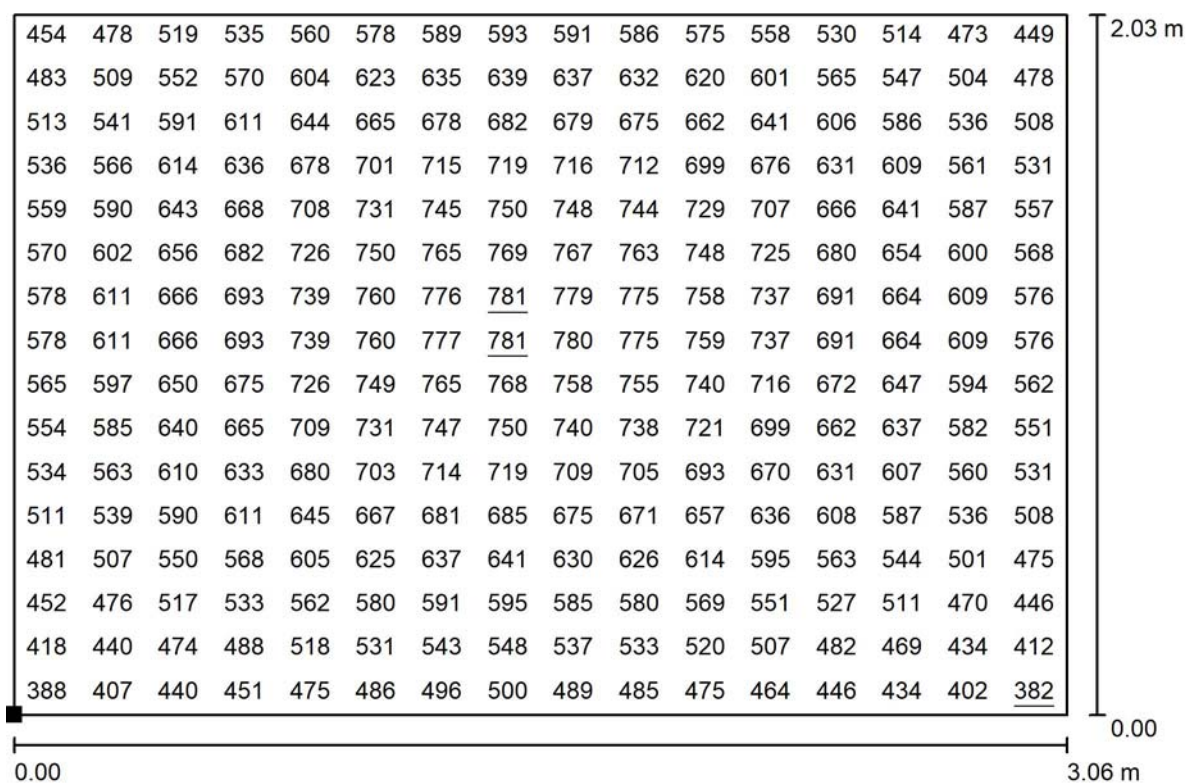 454 478 519 535 560 578 589 593 591 586 575 558 530 514 473 449 2.03 m
483 509 552 570 604 623 635 639 637 632 620 601 565 547 504 478
513 541 591 611 644 665 678 682 679 675 662 641 606 586 536 508
536 566 614 636 678 701 715 719 716 712 699 676 631 609 561 531
559 590 643 668 708 731 745 750 748 744 729 707 666 641 587 557
570 602 656 682 726 750 765 769 767 763 748 725 680 654 600 568
578 611 666 693 739 760 776 781 779 775 758 737 691 664 609 576
578 611 666 693 739 760 777 781 780 775 759 737 691 664 609 576
565 597 650 675 726 749 765 768 758 755 740 716 672 647 594 562
554 585 640 665 709 731 747 750 740 738 721 699 662 637 582 551
534 563 610 633 680 703 714 719 709 705 693 670 631 607 560 531
511 539 590 611 645 667 681 685 675 671 657 636 608 587 536 508
481 507 550 568 605 625 637 641 630 626 614 595 563 544 501 475
452 476 517 533 562 580 591 595 585 580 569 551 527 511 470 446
418 440 474 488 518 531 543 548 537 533 520 507 482 469 434 412
388 407 440 451 475 486 496 500 489 485 475 464 446 434 402 382
0.00
0.00 3.06 m